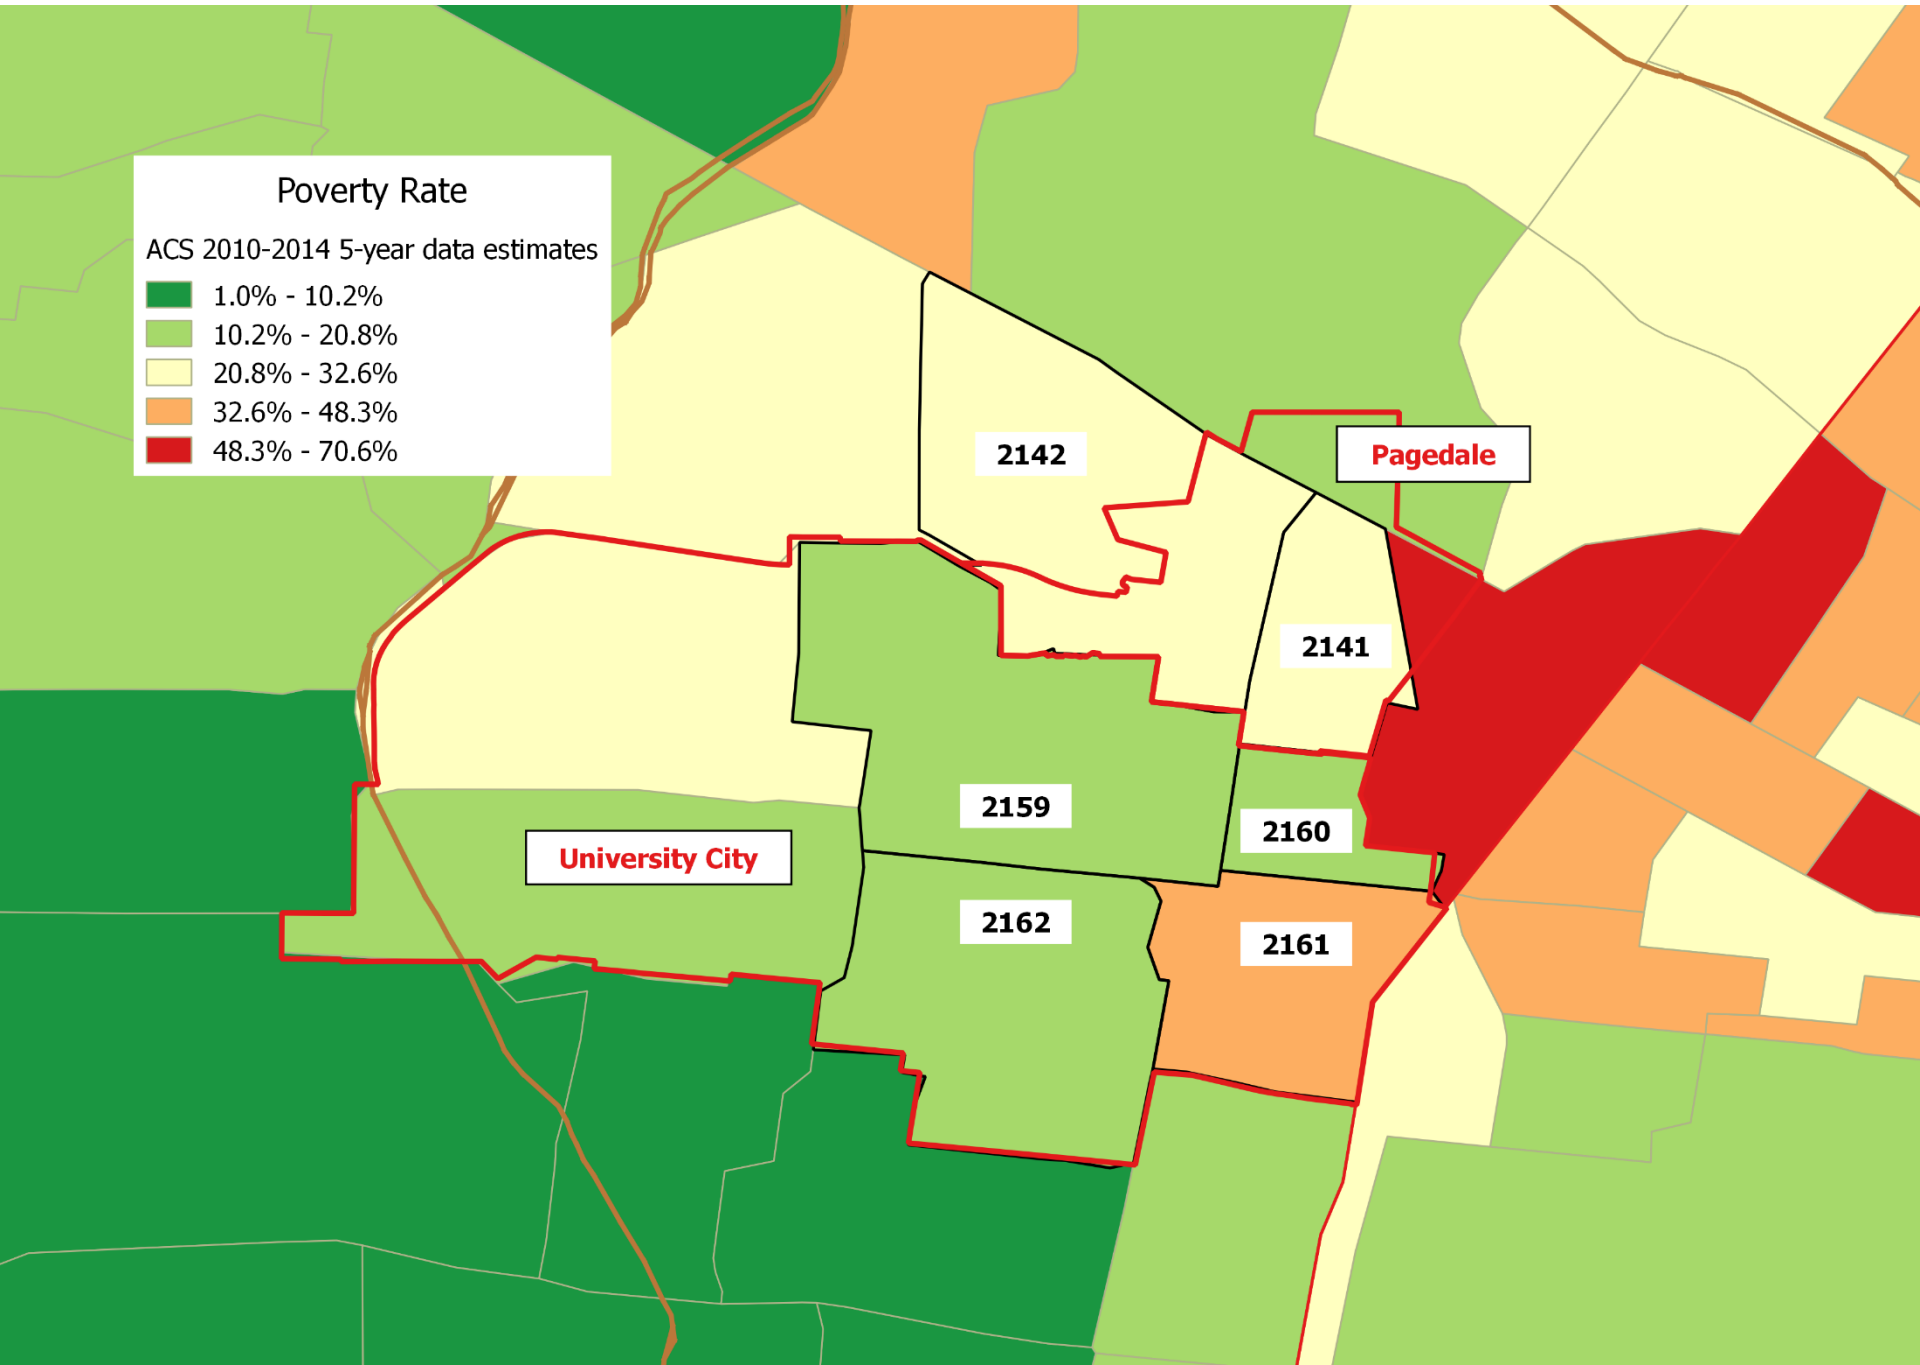 Poverty Rate
ACS 2010-2014 5-year data estimates
1.0% - 10.2%
10.2% - 20.8%
20.8% - 32.6%
32.6% - 48.3%
48.3% - 70.6%
2142
Pagedale
2141
2159
2160
University City
2162
2161